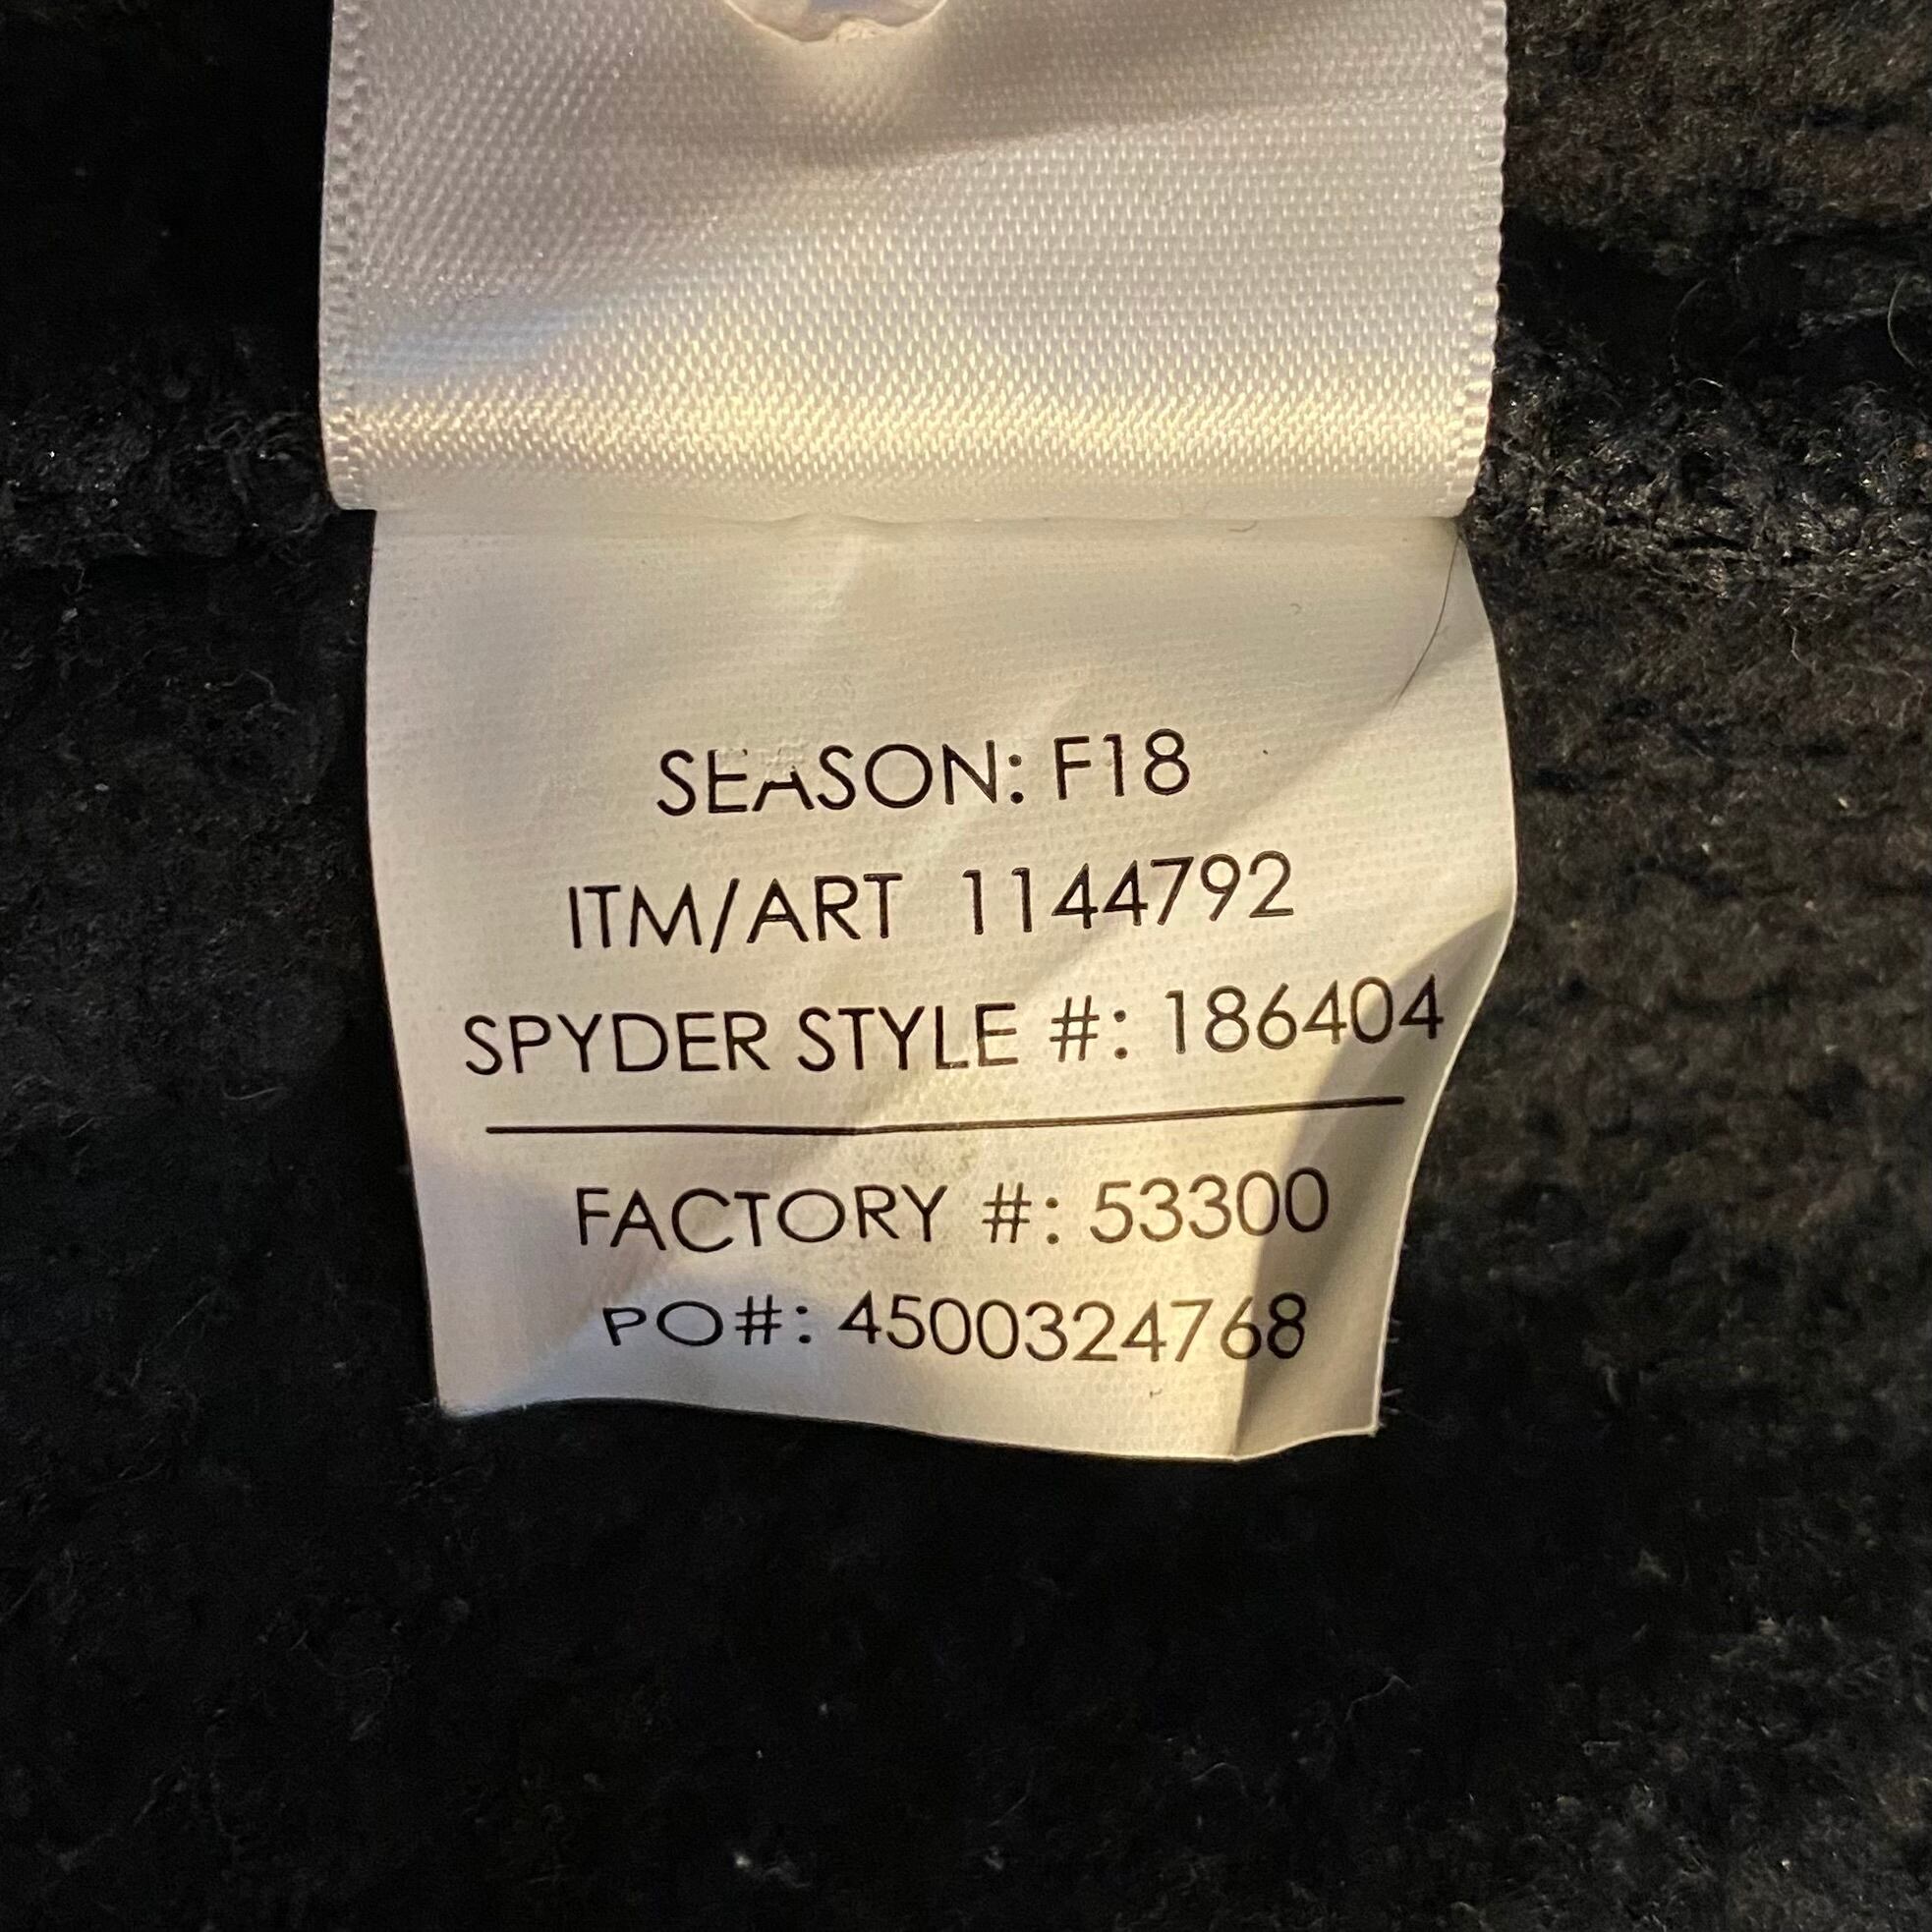 SEASON: F18
ITM/ART 1144792
SPYDER STYLE #: 186404
FACTORY #: 53300
PO#: 4500324768